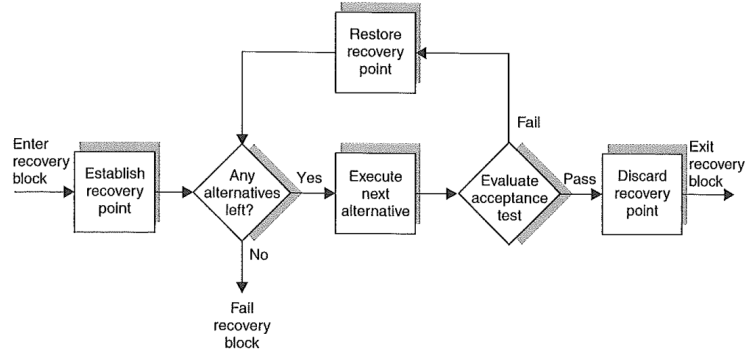 Restore
recovery
point
Fail
Enter
recovery
block
Establish
recovery
point
Any
alternatives
left?
Yes
Execute
next
alternative
Evaluate
acceptance
test
Pass
Discard
recovery
point
Exit
recovery
block
No
Fail
recovery
block